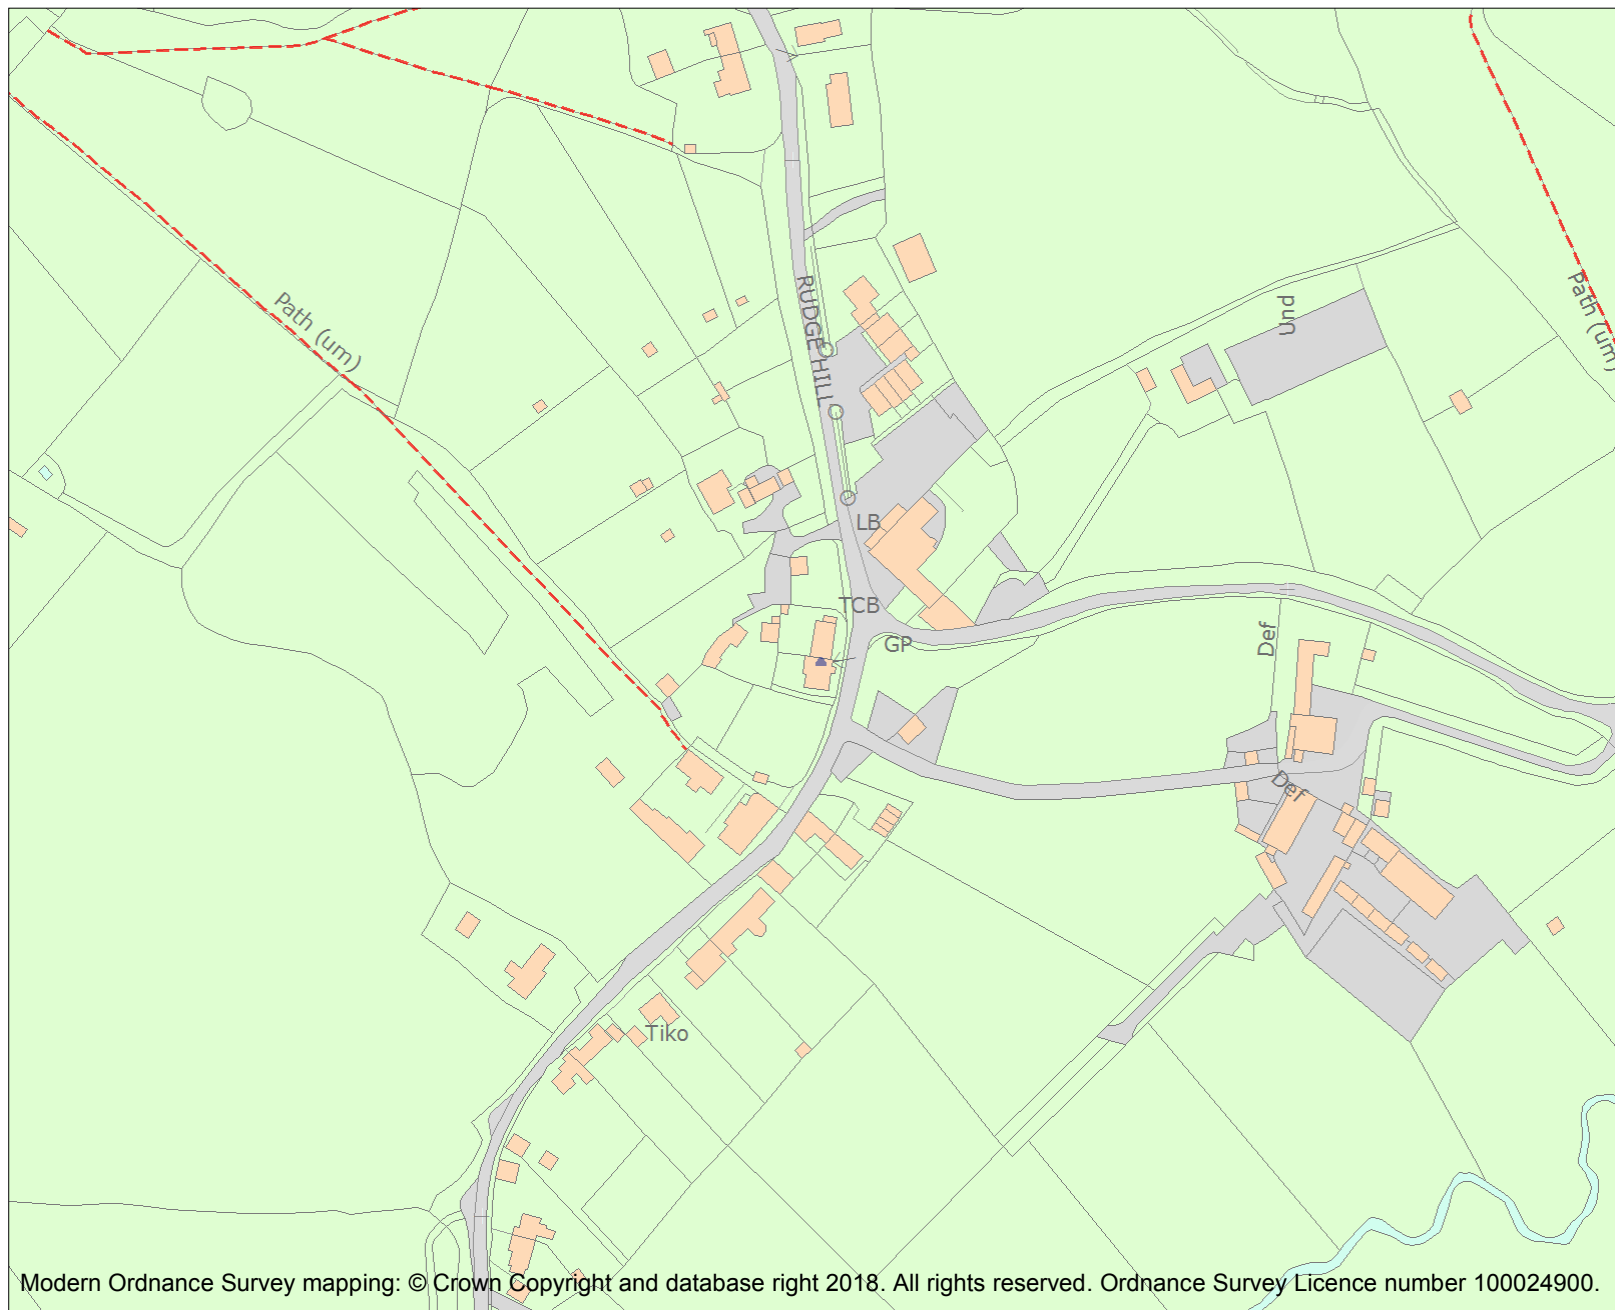 RUDGE HILL
Path (um)
Path (um)
Und
LB
TCB
GP
Def
Def
Tiko
Modern Ordnance Survey mapping: © Crown Copyright and database right 2018. All rights reserved. Ordnance Survey Licence number 100024900.